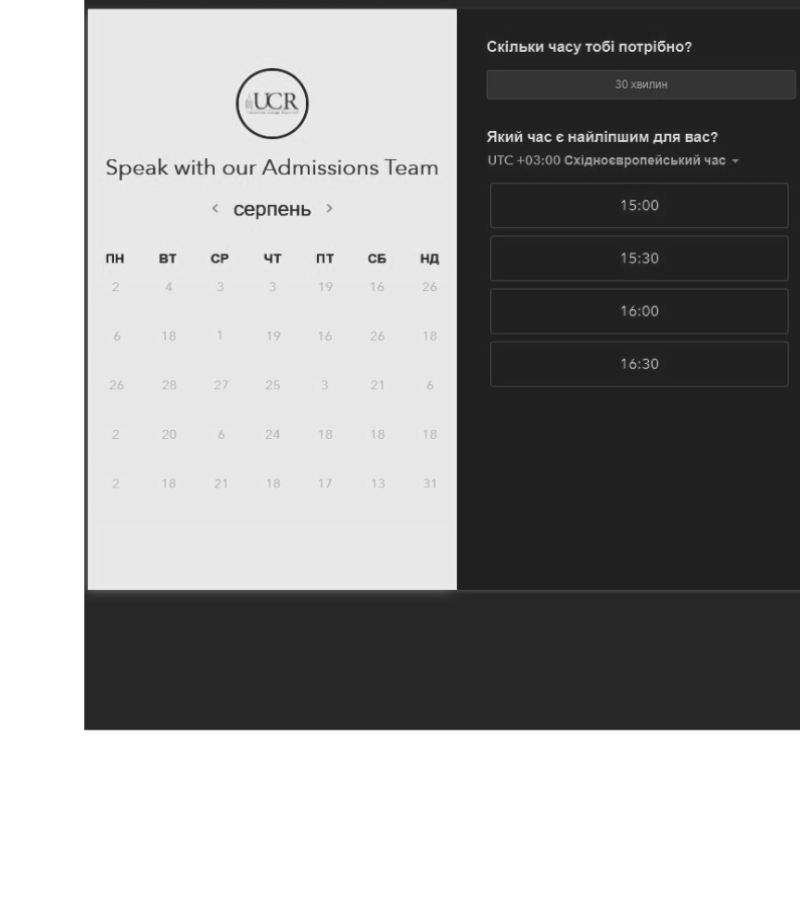 UCR
Speak with our Admissions Team
< серпень >
ПН ВТ СР ЧТ ПТ СБ НД
2 4 3 3 19 16 26
6 18 1 19 16 26 18
26 28 27 25 3 21 6
2 20 6 24 18 18 18
2 18 21 18 17 13 31
Скільки часу тобі потрібно?
30 хвилин
Який час є найліпшим для вас?
UTC +03:00 Східноєвропейський час
15:00
15:30
16:00
16:30